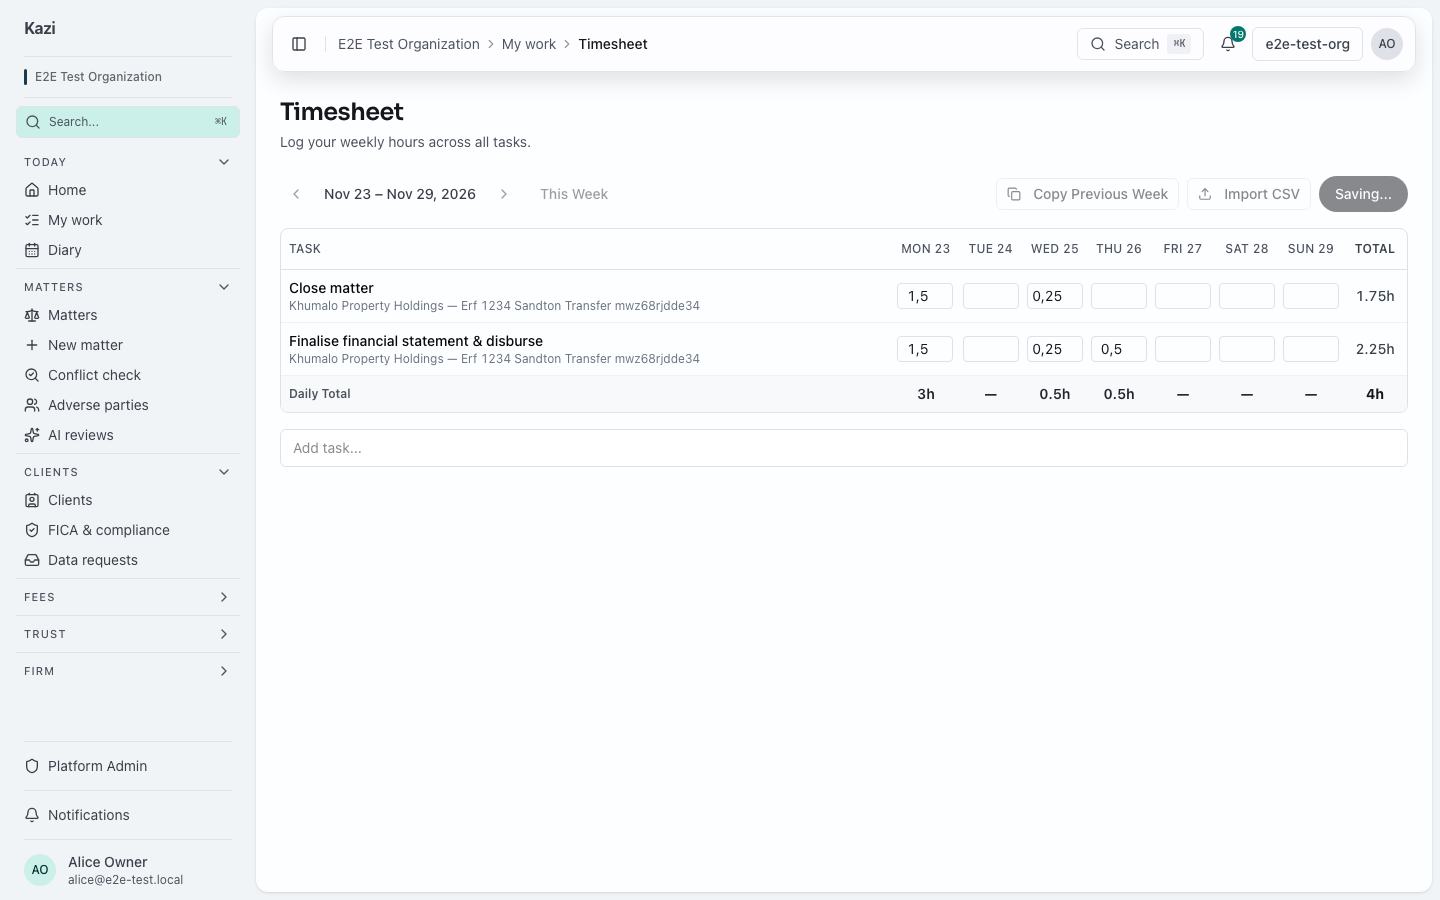 Kazi
E2E Test Organization
Search... ⌘K
TODAY
Home
My work
Diary
MATTERS
Matters
New matter
Conflict check
Adverse parties
AI reviews
CLIENTS
Clients
FICA & compliance
Data requests
FEES
TRUST
FIRM
Platform Admin
Notifications
AO Alice Owner
alice@e2e-test.local
E2E Test Organization > My work > Timesheet
Search ⌘K 19 e2e-test-org AO
Timesheet
Log your weekly hours across all tasks.
Nov 23 – Nov 29, 2026 This Week Copy Previous Week Import CSV Saving...
TASK MON 23 TUE 24 WED 25 THU 26 FRI 27 SAT 28 SUN 29 TOTAL
Close matter
Khumalo Property Holdings — Erf 1234 Sandton Transfer mwz68rjdde34
1,5 0,25 1.75h
Finalise financial statement & disburse
Khumalo Property Holdings — Erf 1234 Sandton Transfer mwz68rjdde34
1,5 0,25 0,5 2.25h
Daily Total 3h — 0.5h 0.5h — — — 4h
Add task...